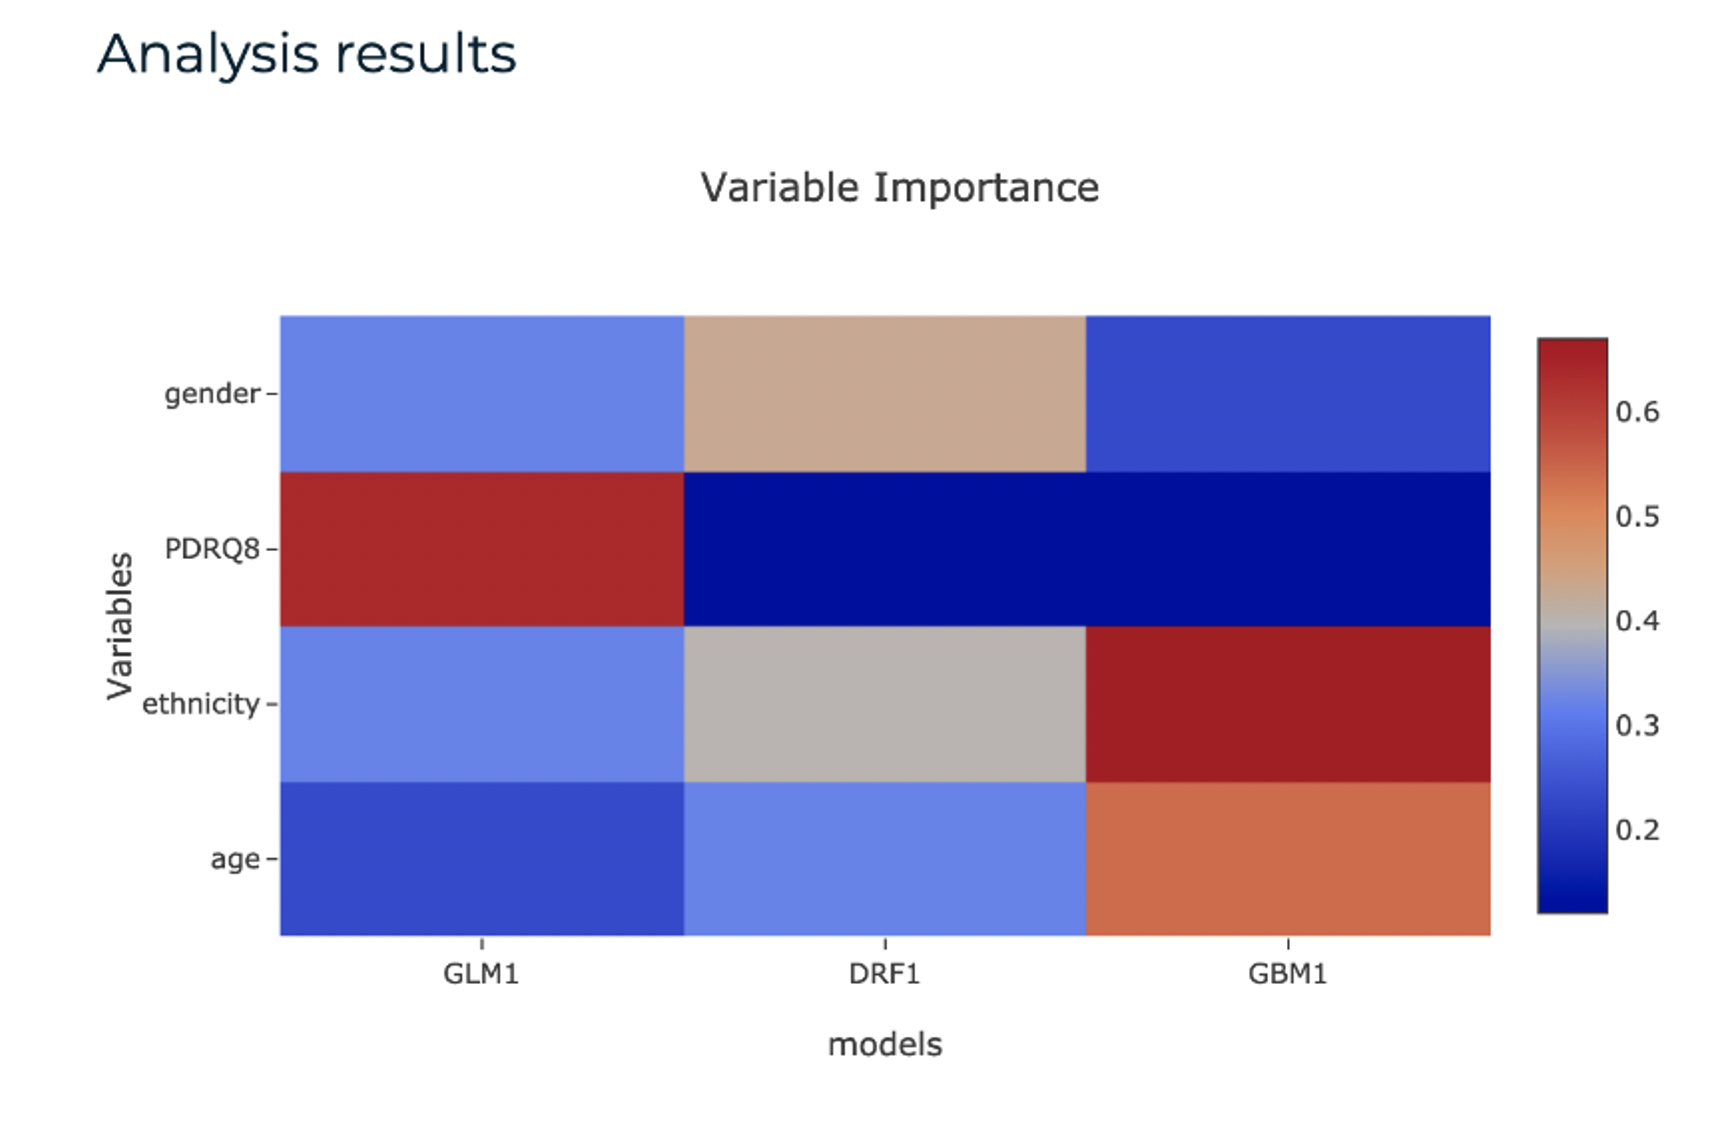 Analysis results
Variable Importance
gender
PDRQ8
ethnicity
age
Variables
GLM1
DRF1
GBM1
models
0.6
0.5
0.4
0.3
0.2